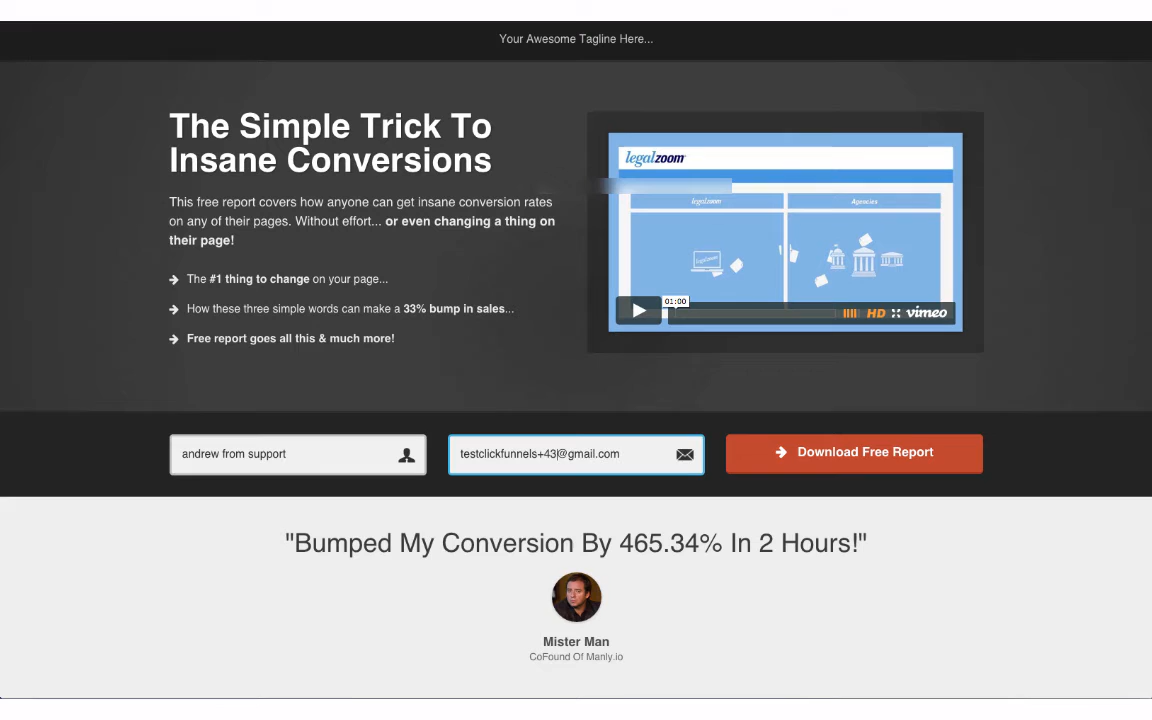 Your Awesome Tagline Here...
The Simple Trick To
Insane Conversions
This free report covers how anyone can get insane conversion rates
on any of their pages. Without effort... or even changing a thing on
their page!
The #1 thing to change on your page...
How these three simple words can make a 33% bump in sales...
Free report goes all this & much more!
legalzoom
legalzoom
Agencies
legalzoom
01:00
HD vimeo
andrew from support
testclickfunnels+43@gmail.com
Download Free Report
"Bumped My Conversion By 465.34% In 2 Hours!"
Mister Man
CoFound Of Manly.io